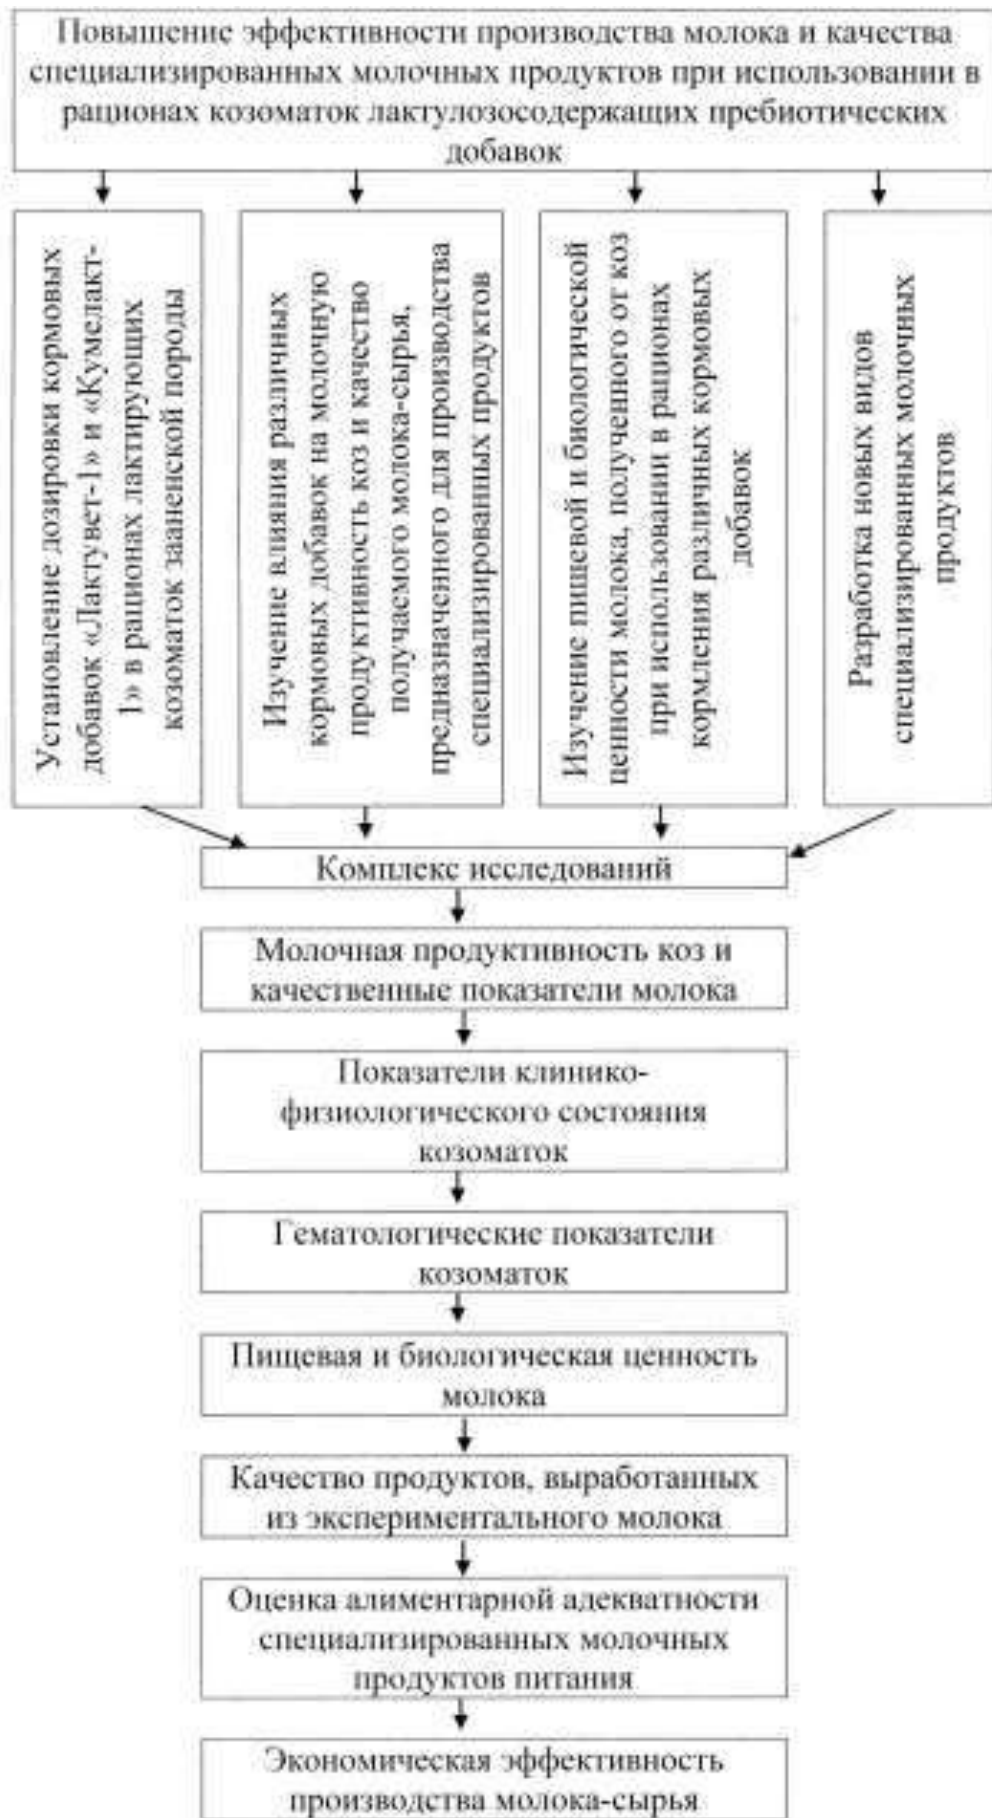 Повышение эффективности производства молока и качества
специализированных молочных продуктов при использовании в
рационах козоматок лактулозосодержащих пребиотических
добавок
Установление дозировки кормовых
добавок «Лактувет-1» и «Кумелакт-
1» в рационах лактирующих
козоматок зааненской породы
Изучение влияния различных
кормовых добавок на молочную
продуктивность коз и качество
получаемого молока-сырья,
предназначенного для производства
специализированных продуктов
Изучение пищевой и биологической
ценности молока, полученного от коз
при использовании в рационах
кормления различных кормовых
добавок
Разработка новых видов
специализированных молочных
продуктов
Комплекс исследований
Молочная продуктивность коз и
качественные показатели молока
Показатели клинико-
физиологического состояния
козоматок
Гематологические показатели
козоматок
Пищевая и биологическая ценность
молока
Качество продуктов, выработанных
из экспериментального молока
Оценка алиментарной адекватности
специализированных молочных
продуктов питания
Экономическая эффективность
производства молока-сырья